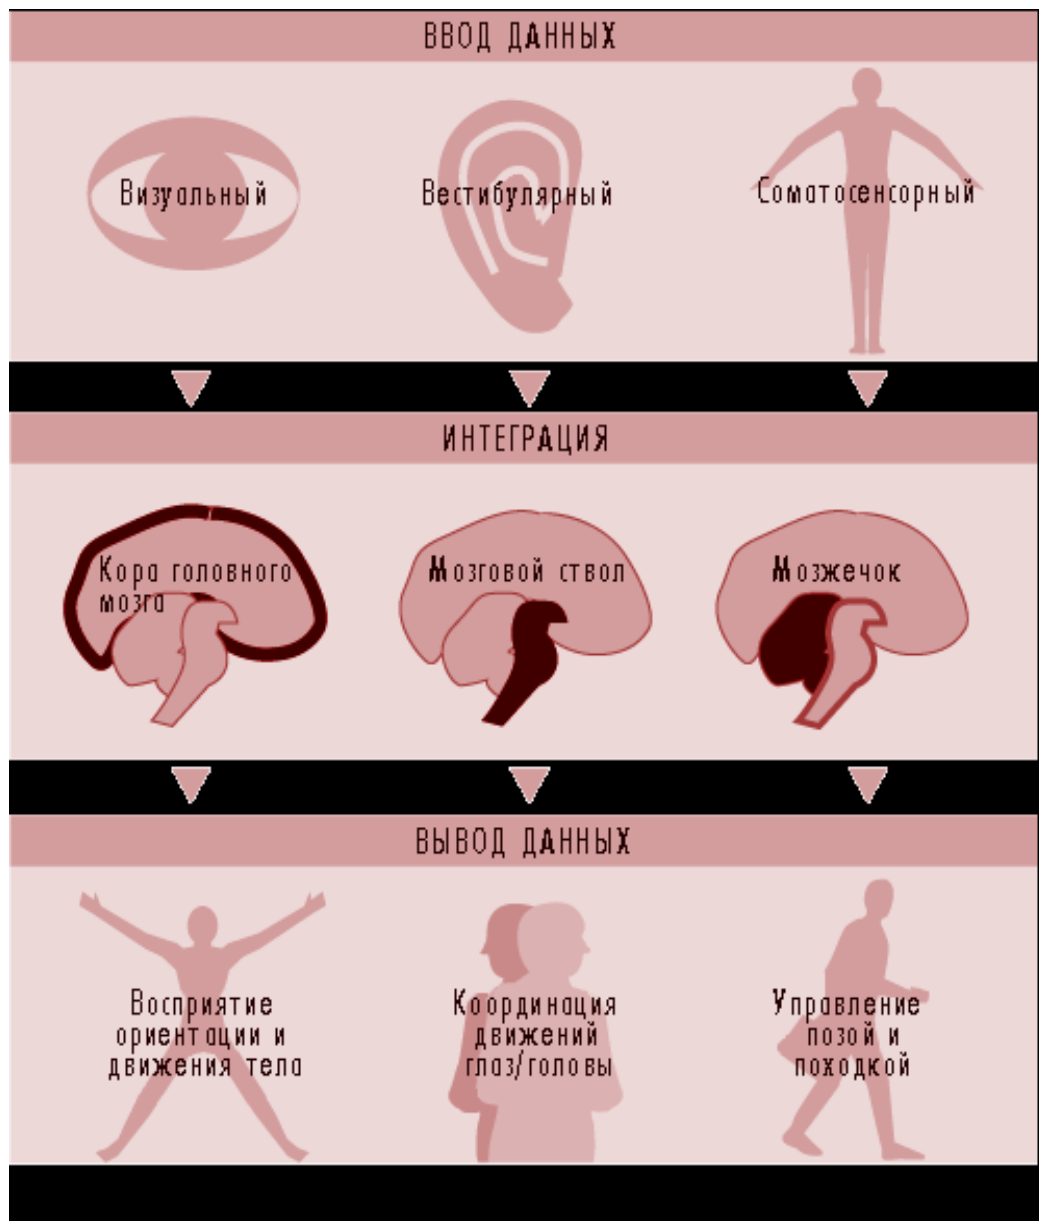 ВВОД ДАННЫХ
Визуальный
Вестибулярный
Соматосенсорный
ИНТЕГРАЦИЯ
Кора головного
мозга
Мозговой ствол
Мозжечок
ВЫВОД ДАННЫХ
Восприятие
ориентации и
движения тела
Координация
движений
глаз/головы
Управление
позой и
походкой